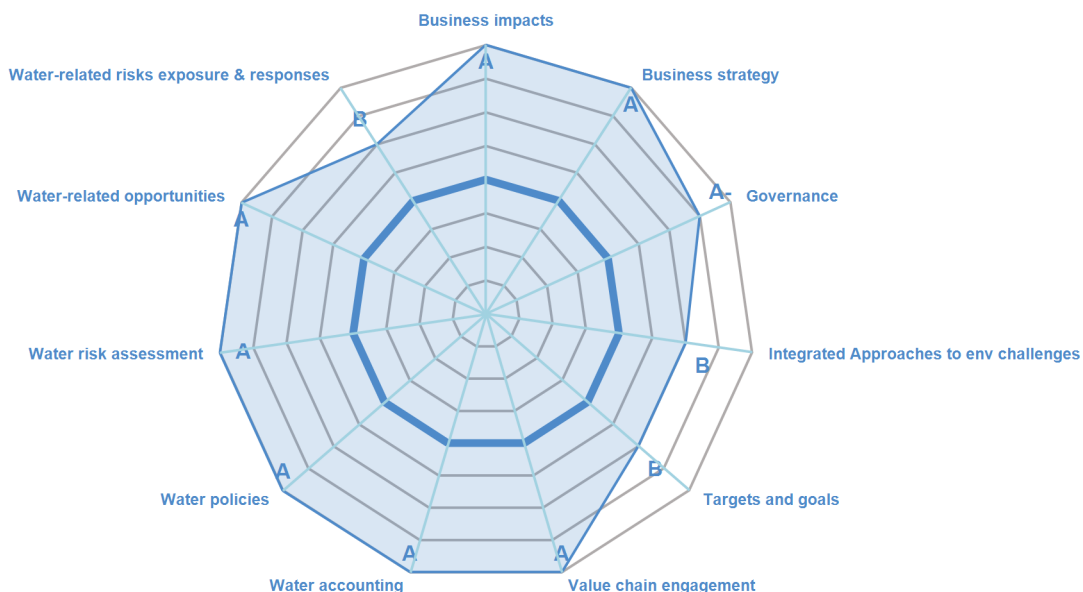 Business impacts
A
Water-related risks exposure & responses
Business strategy
A
B
Water-related opportunities
A
A-
Governance
Water risk assessment
A
Integrated Approaches to env challenges
B
Water policies
A
B
Targets and goals
A
A
Water accounting
Value chain engagement